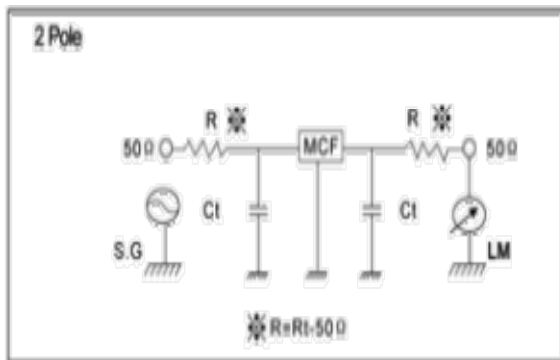 2 Pole
R ※ R ※
50Ω MCF 50Ω
Ct Ct
S.G LM
※ R=Rt-50Ω